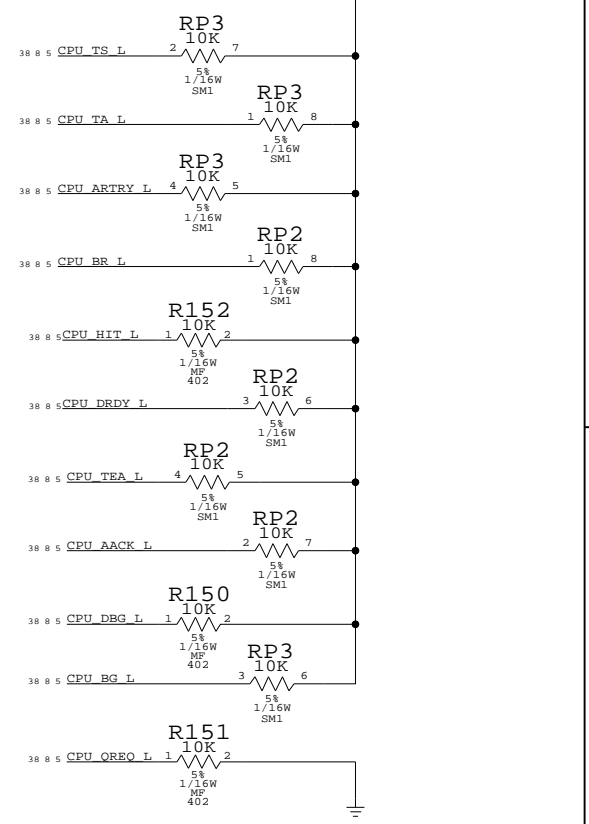 RP3
10K
38 8 5 CPU_TS_L 2 7
5%
1/16W
SM1
RP3
10K
38 8 5 CPU_TA_L 1 8
5%
1/16W
SM1
RP3
10K
38 8 5 CPU_ARTRY_L 4 5
5%
1/16W
SM1
RP2
10K
38 8 5 CPU_BR_L 1 8
5%
1/16W
SM1
R152
10K
38 8 5 CPU_HIT_L 1 2
5%
1/16W
MF
402
RP2
10K
38 8 5 CPU_DRDY_L 3 6
5%
1/16W
SM1
RP2
10K
38 8 5 CPU_TEA_L 4 5
5%
1/16W
SM1
RP2
10K
38 8 5 CPU_AACK_L 2 7
5%
1/16W
SM1
R150
10K
38 8 5 CPU_DBG_L 1 2
5%
1/16W
MF
402
RP3
10K
38 8 5 CPU_BG_L 3 6
5%
1/16W
SM1
R151
10K
38 8 5 CPU_QREQ_L 1 2
5%
1/16W
MF
402